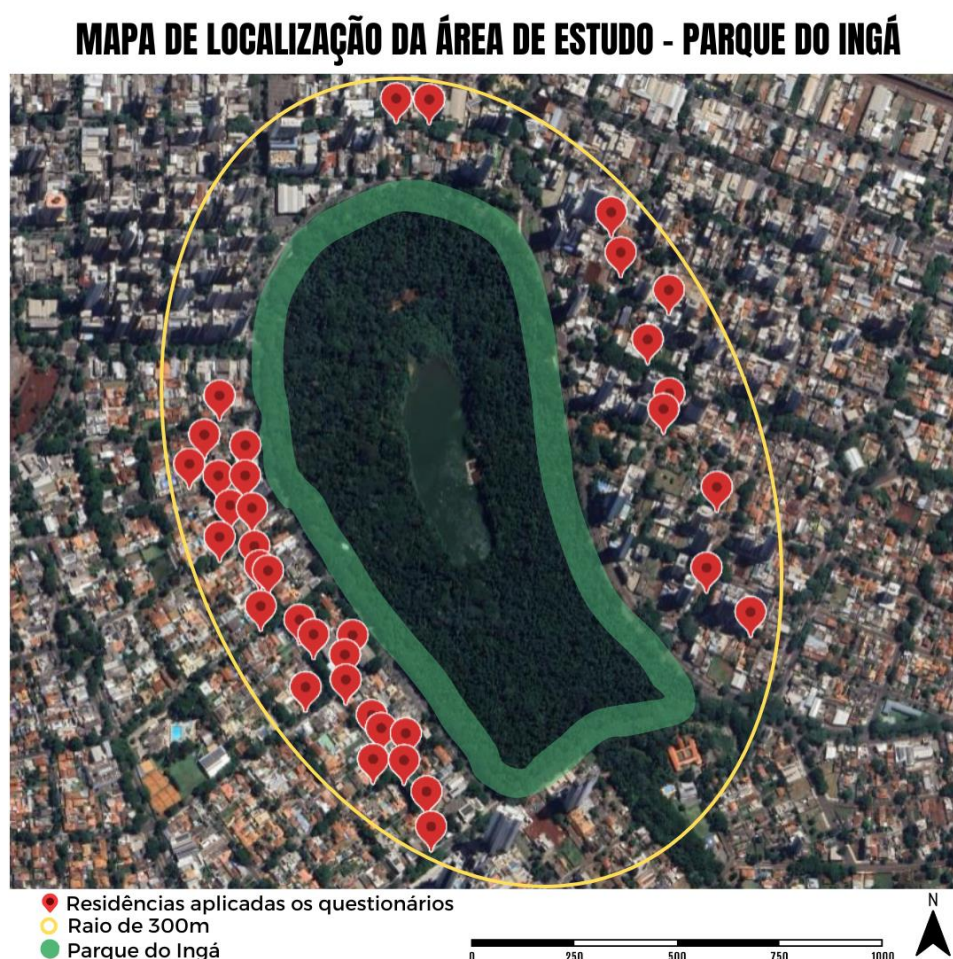 MAPA DE LOCALIZAÇÃO DA ÁREA DE ESTUDO - PARQUE DO INGÁ
Residências aplicadas os questionários
Raio de 300m
Parque do Ingá
N
0 250 500 750 1000